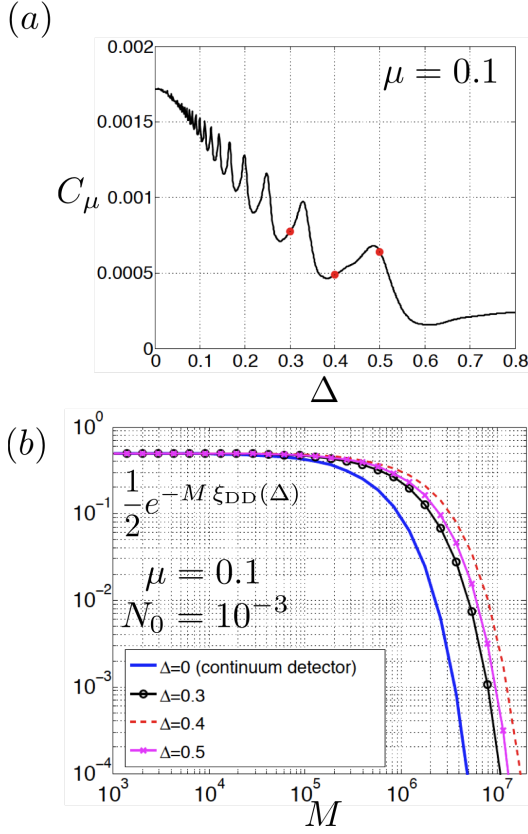 (a)
0.002
μ = 0.1
0.0015
C_μ
0.001
0.0005
0
0 0.1 0.2 0.3 0.4 0.5 0.6 0.7 0.8
Δ
(b)
10^0
1/2 e^{-M ξ_DD(Δ)}
10^{-1}
μ = 0.1
10^{-2}
N_0 = 10^{-3}
Δ=0 (continuum detector)
10^{-3}
Δ=0.3
Δ=0.4
Δ=0.5
10^{-4}
10^3 10^4 10^5 10^6 10^7
M